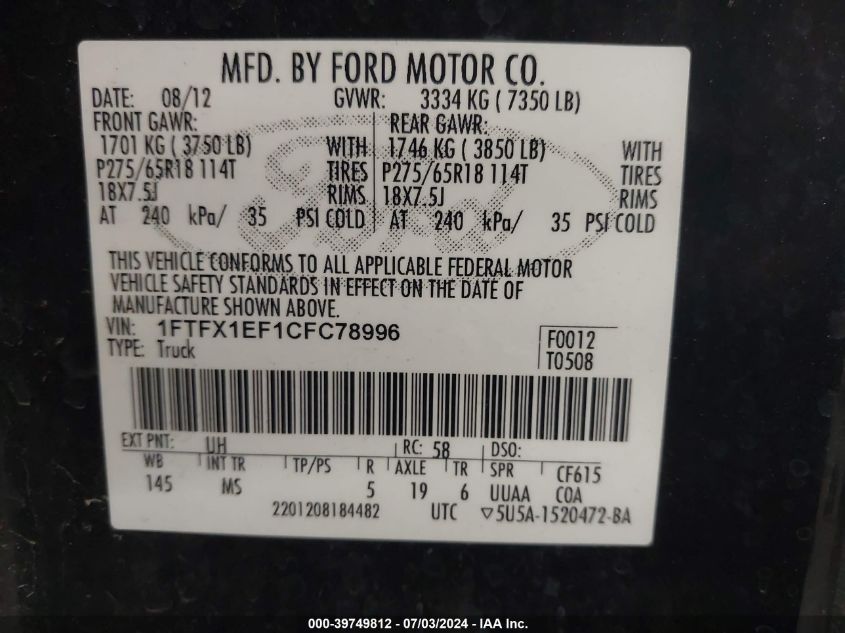 MFD. BY FORD MOTOR CO.
DATE: 08/12 GVWR: 3334 KG ( 7350 LB)
FRONT GAWR: REAR GAWR:
1701 KG ( 3750 LB) WITH 1746 KG ( 3850 LB) WITH
P275/65R18 114T TIRES P275/65R18 114T TIRES
18X7.5J RIMS 18X7.5J RIMS
AT 240 kPa/ 35 PSI COLD AT 240 kPa/ 35 PSI COLD
Ford
THIS VEHICLE CONFORMS TO ALL APPLICABLE FEDERAL MOTOR
VEHICLE SAFETY STANDARDS IN EFFECT ON THE DATE OF
MANUFACTURE SHOWN ABOVE.
VIN: 1FTFX1EF1CFC78996 F0012
TYPE: Truck T0508
EXT PNT: UH RC: 58 DSO:
WB INT TR TP/PS R AXLE TR SPR CF615
145 MS 5 19 6 UUAA COA
2201208184482 UTC ▽5U5A-1520472-BA
000-39749812 - 07/03/2024 - IAA Inc.